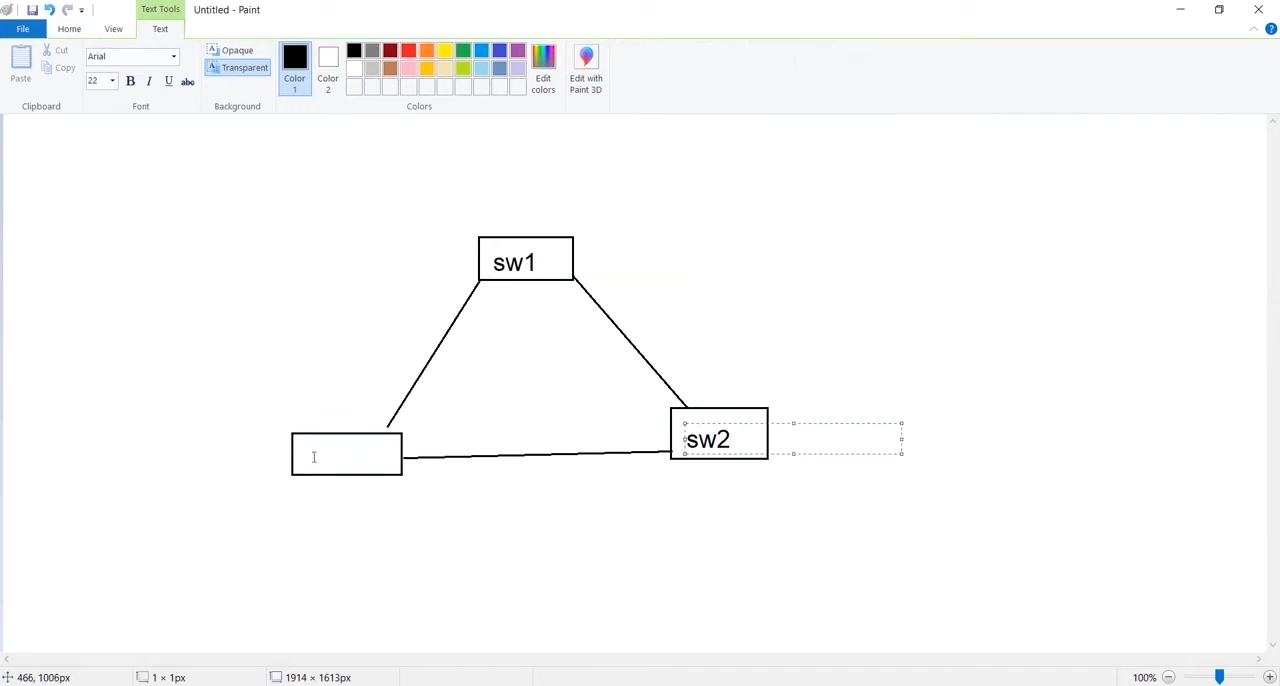 Text Tools
Untitled - Paint
File
Home
View
Text
Paste
Cut
Copy
Clipboard
Arial
22
B
I
U
abc
Font
A
Opaque
A
Transparent
Background
Color
1
Color
2
Colors
Edit
colors
Edit with
Paint 3D
?
sw1
sw2
466, 1006px
1 × 1px
1914 × 1613px
100%